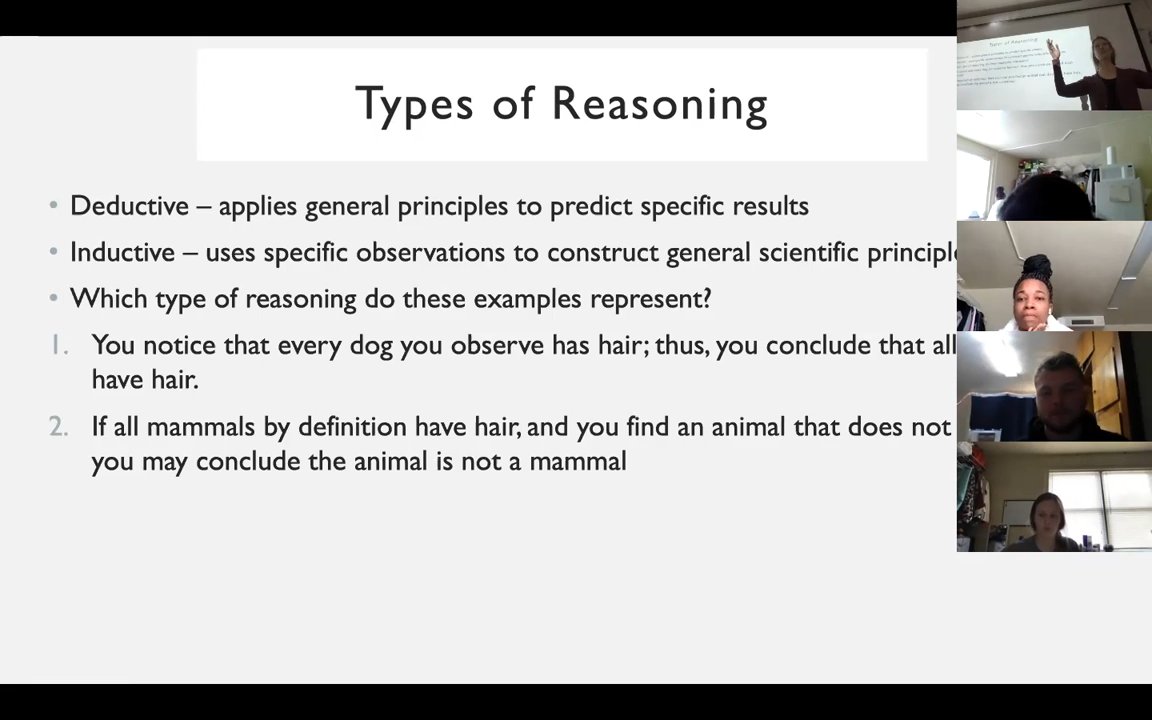 Types of Reasoning
• Deductive – applies general principles to predict specific results
• Inductive – uses specific observations to construct general scientific
• Which type of reasoning do these examples represent?
1. You notice that every dog you observe has hair; thus, you conclude that all
have hair.
2. If all mammals by definition have hair, and you find an animal that does not
you may conclude the animal is not a mammal
Types of Reasoning